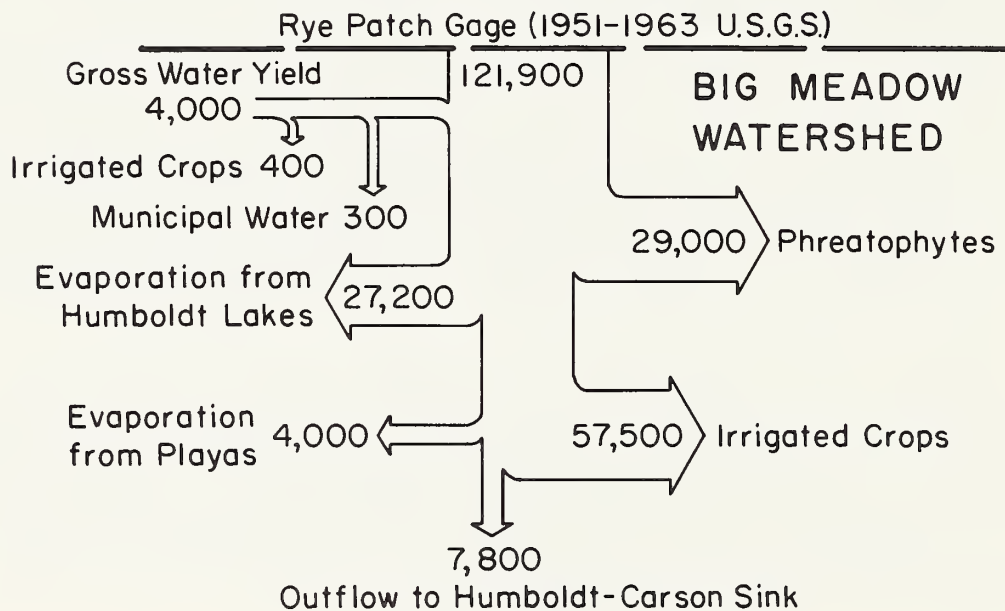 Rye Patch Gage (1951-1963 U.S.G.S.)
Gross Water Yield
4,000
121,900
BIG MEADOW
WATERSHED
Irrigated Crops 400
Municipal Water 300
29,000 Phreatophytes
Evaporation from
Humboldt Lakes
27,200
Evaporation
from Playas
4,000
57,500 Irrigated Crops
7,800
Outflow to Humboldt-Carson Sink